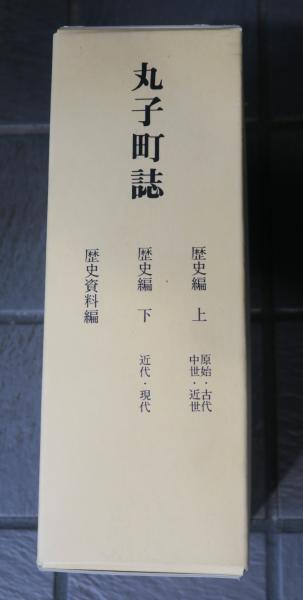 丸子町誌
歴史編 上 原始・古代
中世・近世
歴史編 下 近代・現代
歴史資料編